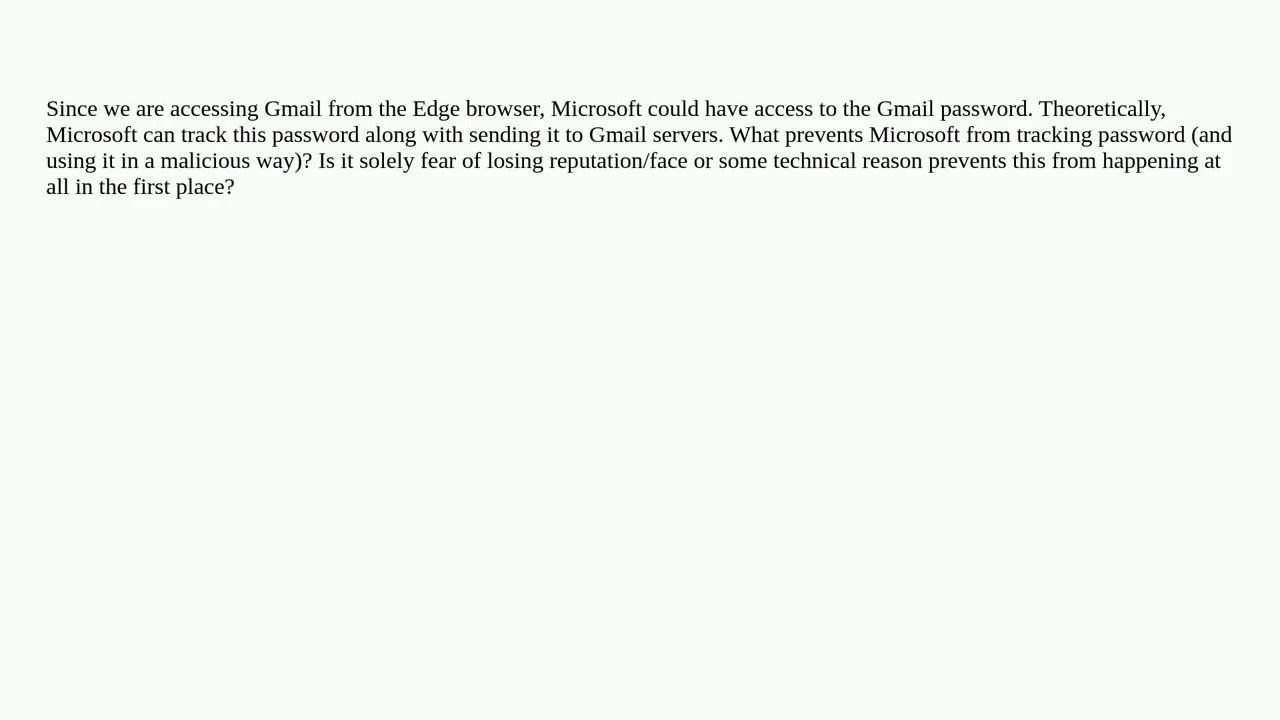 Since we are accessing Gmail from the Edge browser, Microsoft could have access to the Gmail password. Theoretically,
Microsoft can track this password along with sending it to Gmail servers. What prevents Microsoft from tracking password (and
using it in a malicious way)? Is it solely fear of losing reputation/face or some technical reason prevents this from happening at
all in the first place?